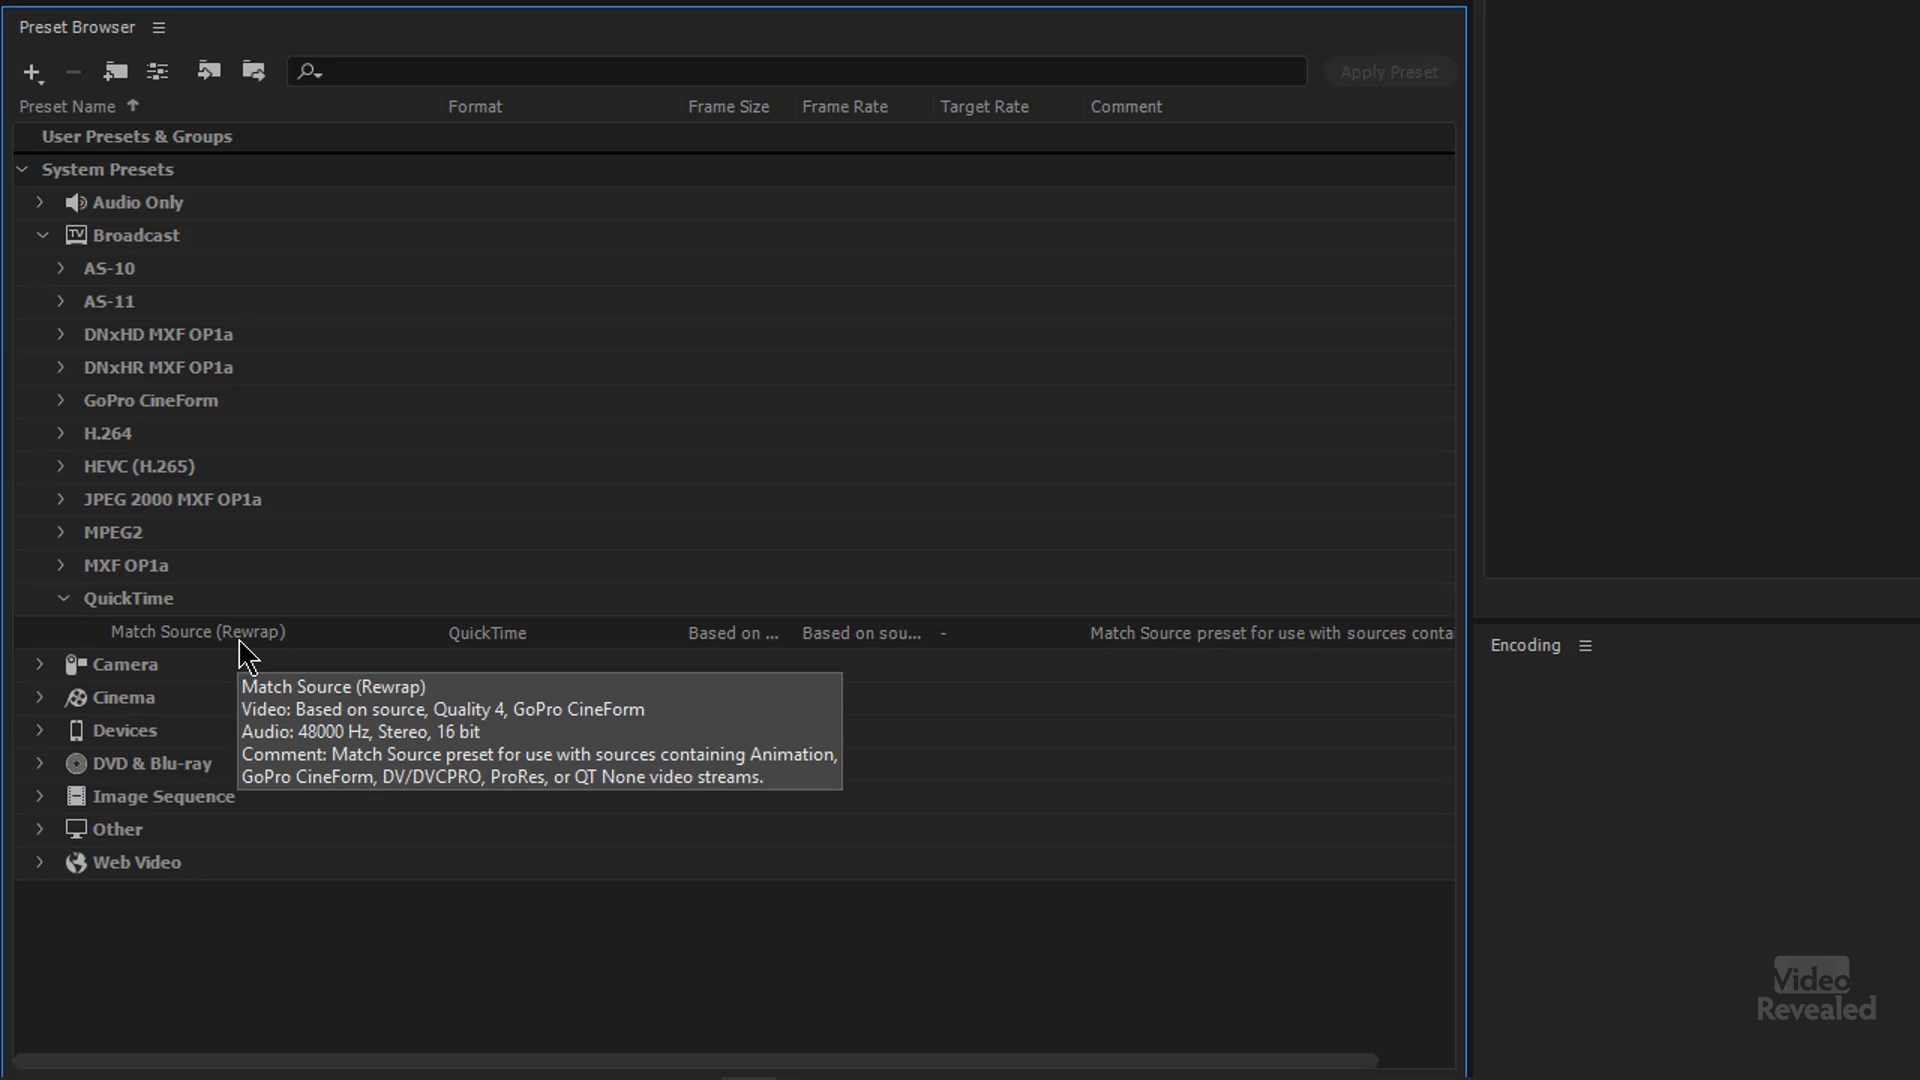 Preset Browser
Apply Preset
Preset Name Format Frame Size Frame Rate Target Rate Comment
User Presets & Groups
System Presets
Audio Only
TV Broadcast
AS-10
AS-11
DNxHD MXF OP1a
DNxHR MXF OP1a
GoPro CineForm
H.264
HEVC (H.265)
JPEG 2000 MXF OP1a
MPEG2
MXF OP1a
QuickTime
Match Source (Rewrap) QuickTime Based on ... Based on sou... - Match Source preset for use with sources conta
Camera
Cinema
Devices
DVD & Blu-ray
Image Sequence
Other
Web Video
Match Source (Rewrap)
Video: Based on source, Quality 4, GoPro CineForm
Audio: 48000 Hz, Stereo, 16 bit
Comment: Match Source preset for use with sources containing Animation,
GoPro CineForm, DV/DVCPRO, ProRes, or QT None video streams.
Encoding
Video
Revealed